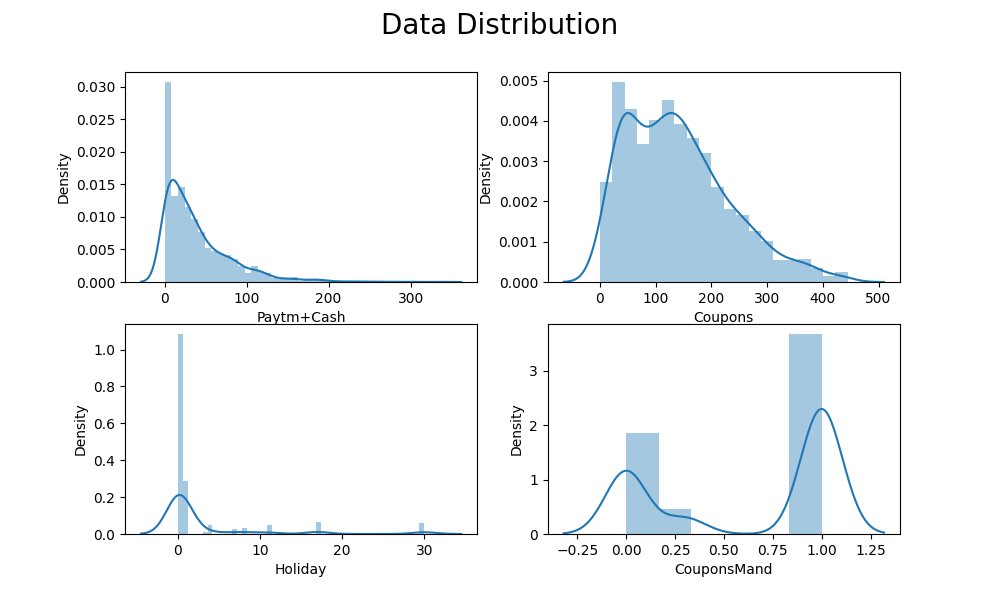 Data Distribution
0.030
0.025
0.020
0.015
0.010
0.005
0.000
Density
0 100 200 300
Paytm+Cash
0.005
0.004
0.003
0.002
0.001
0.000
Density
0 100 200 300 400 500
Coupons
1.0
0.8
0.6
0.4
0.2
0.0
Density
0 10 20 30
Holiday
3
2
1
0
Density
−0.25 0.00 0.25 0.50 0.75 1.00 1.25
CouponsMand